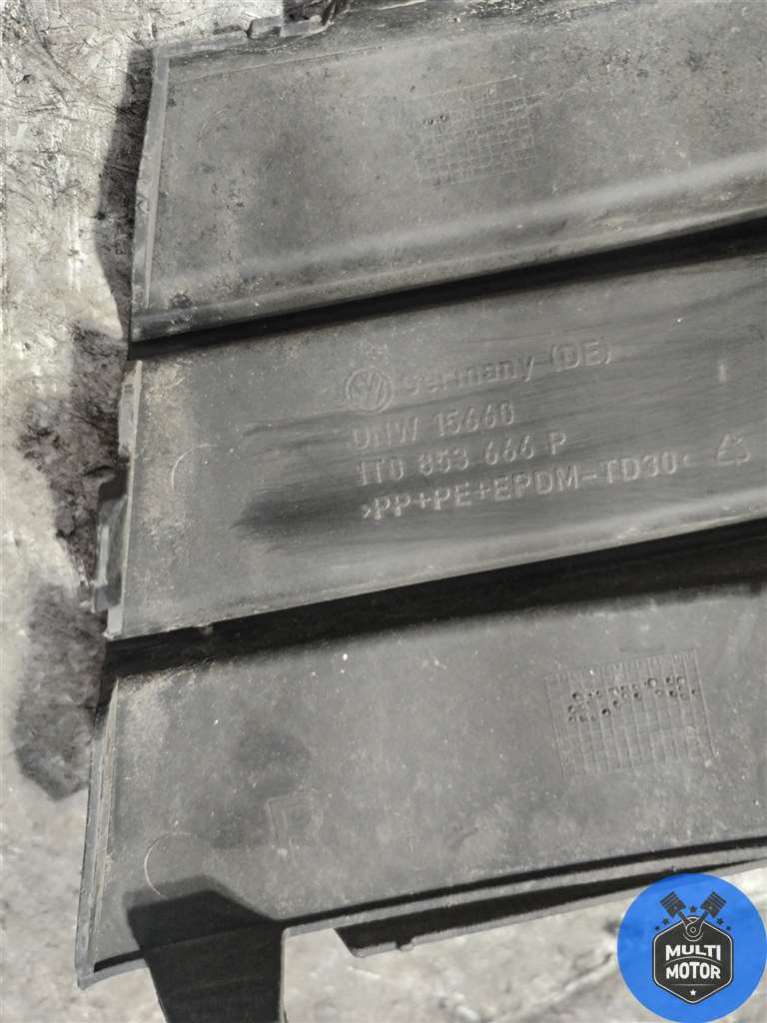 Germany (DE)
DNW 15660
1T0 853 666 P
>PP+PE+EPDM-TD30<
R
MULTI
MOTOR